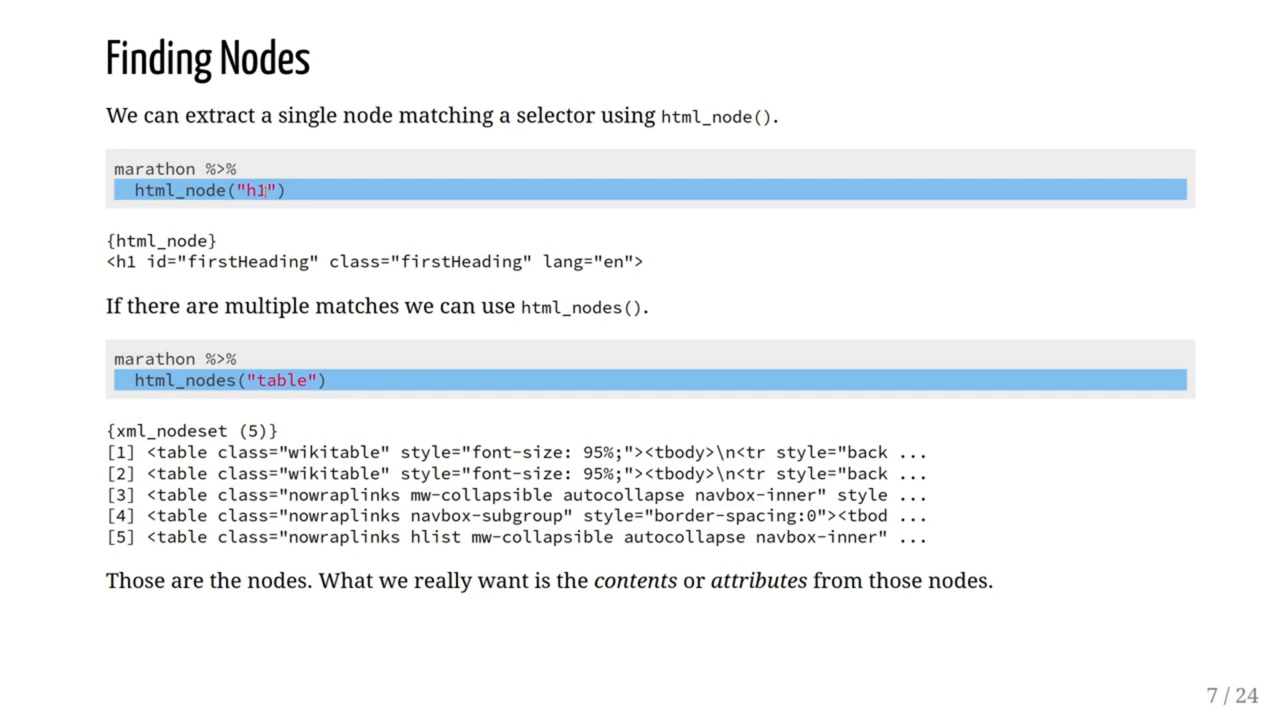 Finding Nodes
We can extract a single node matching a selector using html_node().
marathon %>%
  html_node("h1")
{html_node}
<h1 id="firstHeading" class="firstHeading" lang="en">
If there are multiple matches we can use html_nodes().
marathon %>%
  html_nodes("table")
{xml_nodeset (5)}
[1] <table class="wikitable" style="font-size: 95%;"><tbody>\n<tr style="back ...
[2] <table class="wikitable" style="font-size: 95%;"><tbody>\n<tr style="back ...
[3] <table class="nowraplinks mw-collapsible autocollapse navbox-inner" style ...
[4] <table class="nowraplinks navbox-subgroup" style="border-spacing:0"><tbod ...
[5] <table class="nowraplinks hlist mw-collapsible autocollapse navbox-inner" ...
Those are the nodes. What we really want is the contents or attributes from those nodes.
7 / 24